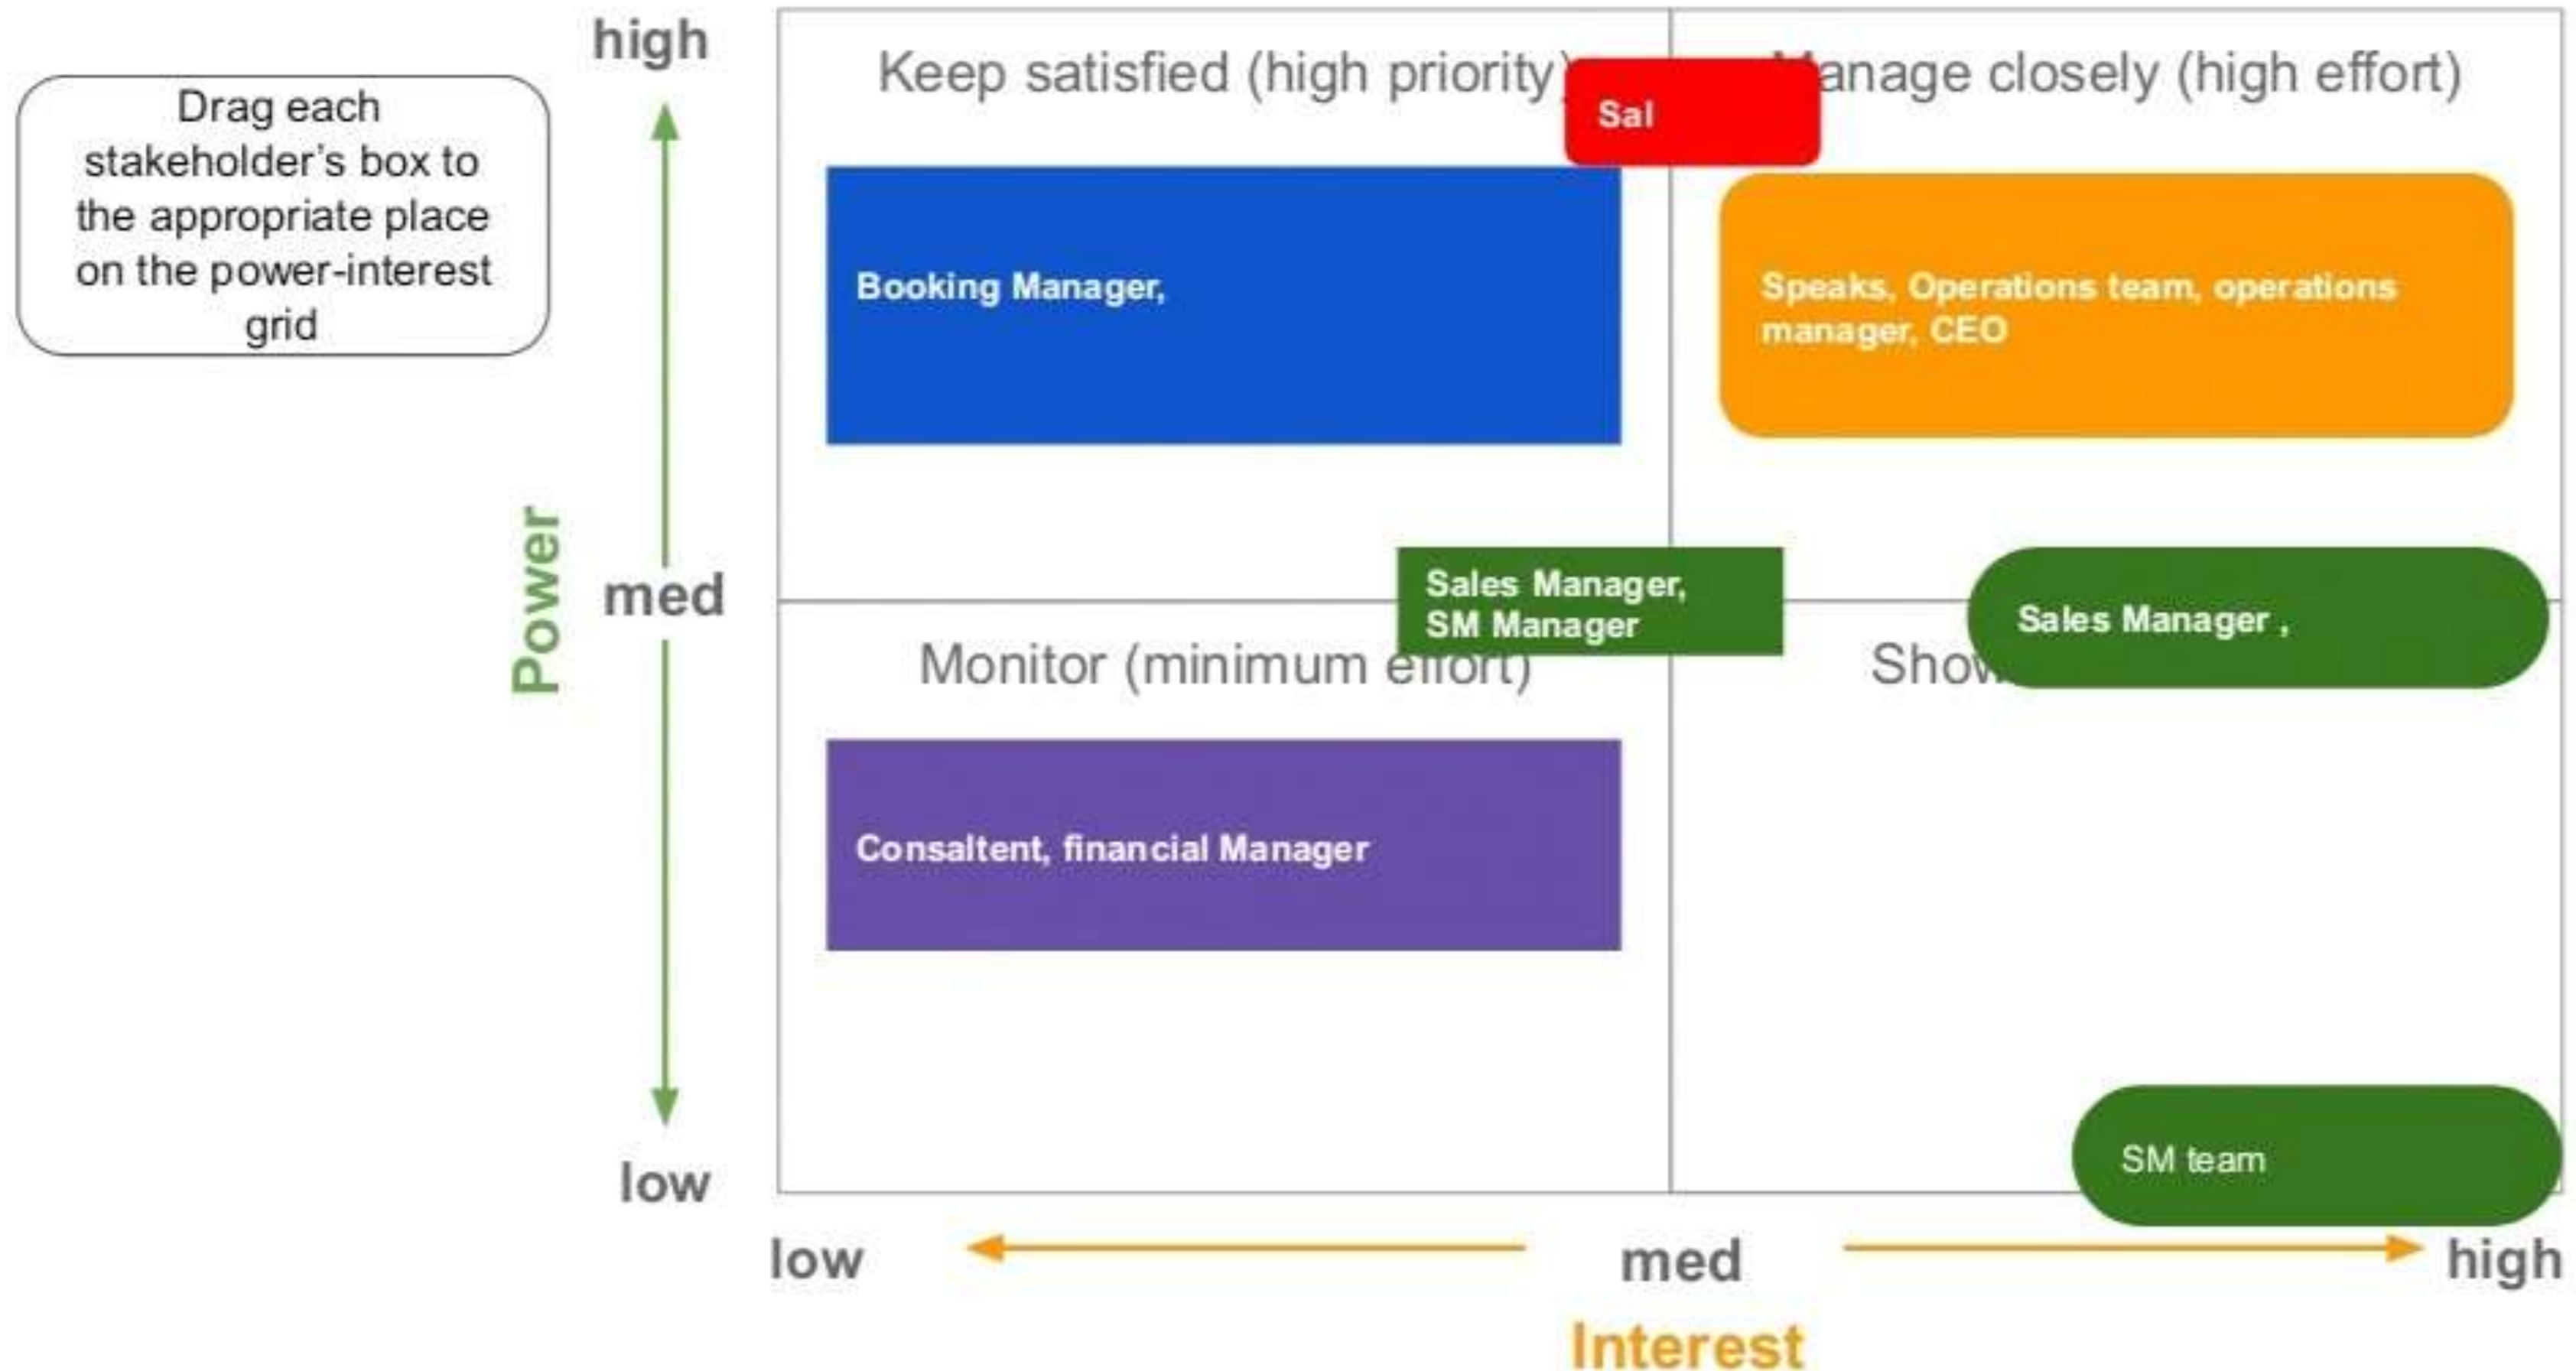 high
Drag each
stakeholder’s box to
the appropriate place
on the power-interest
grid
Keep satisfied (high priority)
anage closely (high effort)
Sal
Booking Manager,
Speaks, Operations team, operations
manager, CEO
Power
med
Sales Manager,
SM Manager
Sales Manager ,
Monitor (minimum effort)
Show
Consaltent, financial Manager
SM team
low
low
med
high
Interest